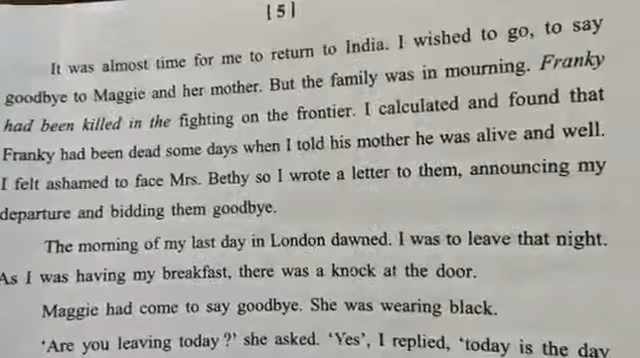 [5]
It was almost time for me to return to India. I wished to go, to say
goodbye to Maggie and her mother. But the family was in mourning. Franky
had been killed in the fighting on the frontier. I calculated and found that
Franky had been dead some days when I told his mother he was alive and well.
I felt ashamed to face Mrs. Bethy so I wrote a letter to them, announcing my
departure and bidding them goodbye.
The morning of my last day in London dawned. I was to leave that night.
As I was having my breakfast, there was a knock at the door.
Maggie had come to say goodbye. She was wearing black.
‘Are you leaving today ?’ she asked. ‘Yes’, I replied, ‘today is the day